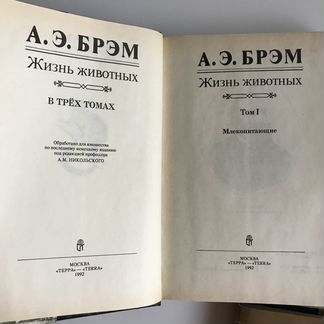 А. Э. БРЭМ
Жизнь животных
В ТРЁХ ТОМАХ
Обработано для юношества
по последнему немецкому изданию
под редакцией профессора
А.М. НИКОЛЬСКОГО
МОСКВА
«ТЕРРА» — «TERRA»
1992
А. Э. БРЭМ
Жизнь животных
Том I
Млекопитающие
МОСКВА
«ТЕРРА» — «TERRA»
1992